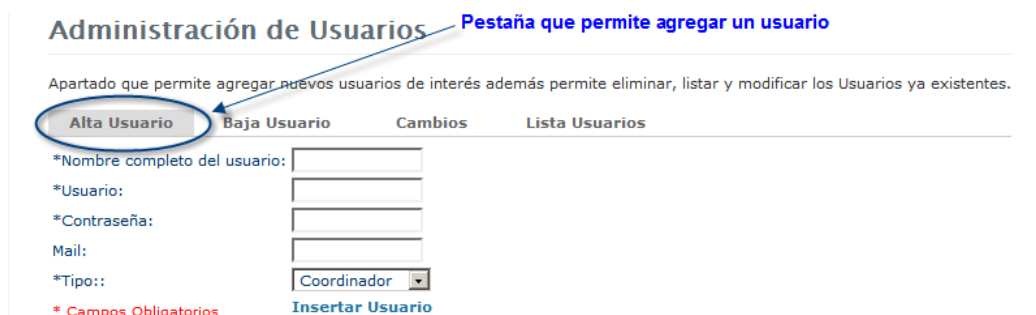 Administración de Usuarios
Pestaña que permite agregar un usuario
Apartado que permite agregar nuevos usuarios de interés además permite eliminar, listar y modificar los Usuarios ya existentes.
Alta Usuario Baja Usuario Cambios Lista Usuarios
*Nombre completo del usuario:
*Usuario:
*Contraseña:
Mail:
*Tipo:: Coordinador
* Campos Obligatorios Insertar Usuario